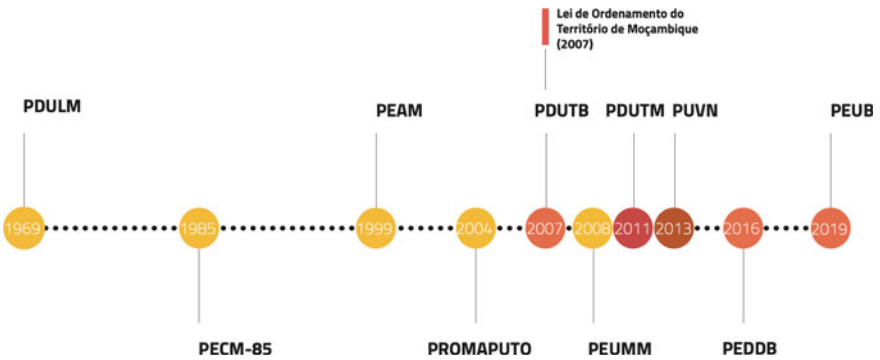 Lei de Ordenamento do
Território de Moçambique
(2007)
PDULM
PEAM
PDUTB
PDUTM
PUVN
PEUB
1969
1985
1999
2004
2007
2008
2011
2013
2016
2019
PECM-85
PROMAPUTO
PEUMM
PEDDB